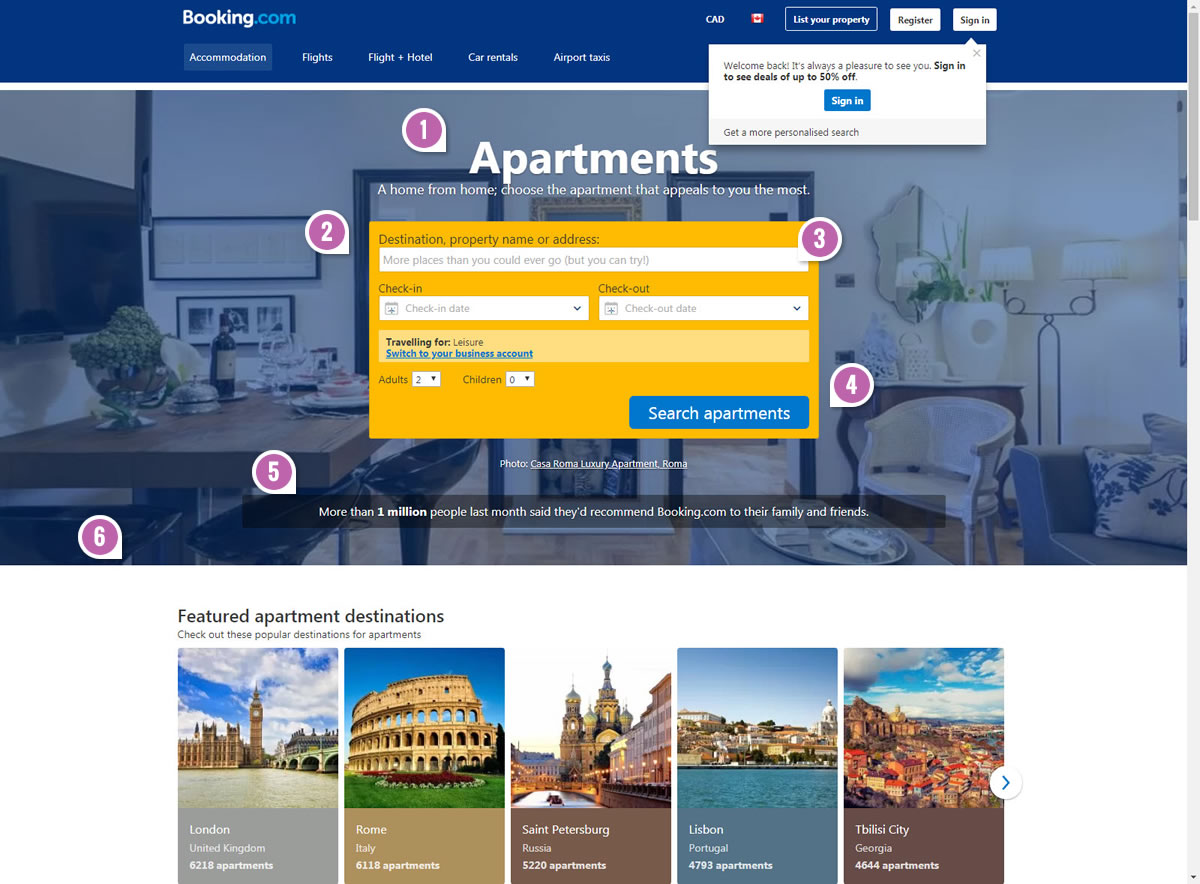 Booking.com
CAD
List your property
Register
Sign in
Accommodation
Flights
Flight + Hotel
Car rentals
Airport taxis
Welcome back! It's always a pleasure to see you. Sign in
to see deals of up to 50% off.
Sign in
Get a more personalised search
1
Apartments
A home from home; choose the apartment that appeals to you the most.
2
3
Destination, property name or address:
More places than you could ever go (but you can try!)
Check-in
Check-out
Check-in date
Check-out date
Travelling for: Leisure
Switch to your business account
Adults 2
Children 0
4
Search apartments
Photo: Casa Roma Luxury Apartment, Roma
5
More than 1 million people last month said they'd recommend Booking.com to their family and friends.
6
Featured apartment destinations
Check out these popular destinations for apartments
London
United Kingdom
6218 apartments
Rome
Italy
6118 apartments
Saint Petersburg
Russia
5220 apartments
Lisbon
Portugal
4793 apartments
Tbilisi City
Georgia
4644 apartments